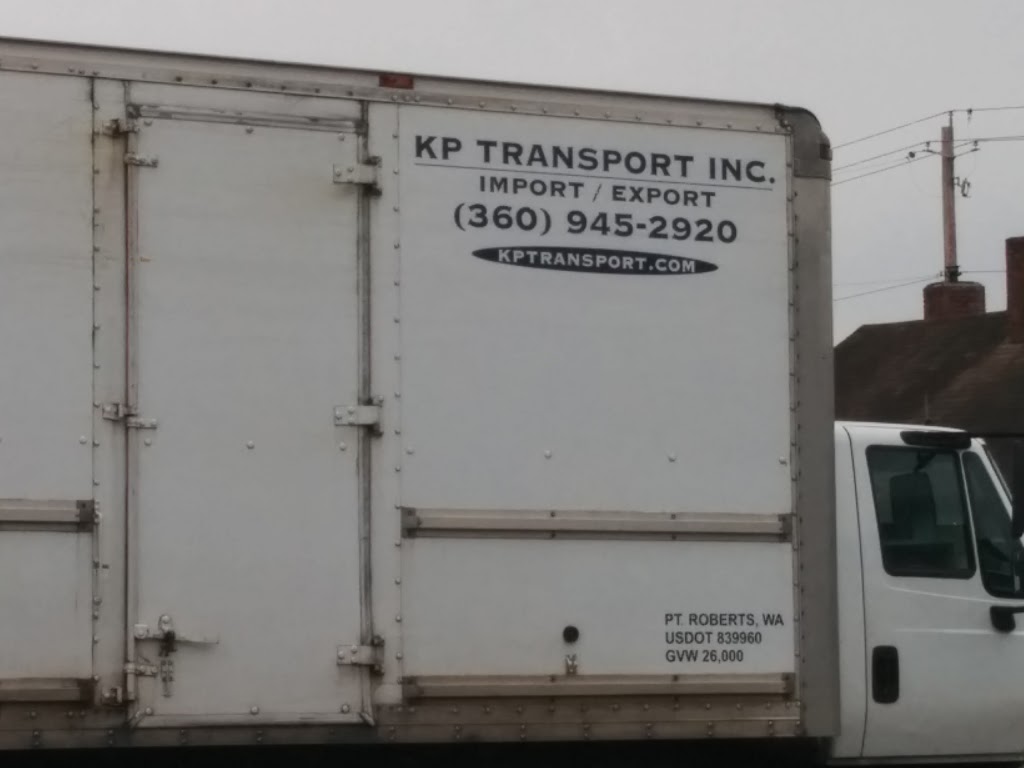 KP TRANSPORT INC.
IMPORT / EXPORT
(360) 945-2920
KPTRANSPORT.COM
PT. ROBERTS, WA
USDOT 839960
GVW 26,000